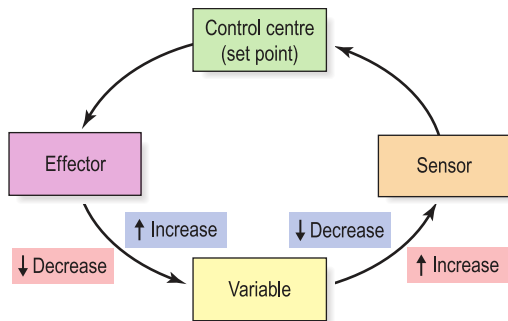 Control centre
(set point)
Effector
Sensor
↑ Increase
↓ Decrease
↓ Decrease
↑ Increase
Variable